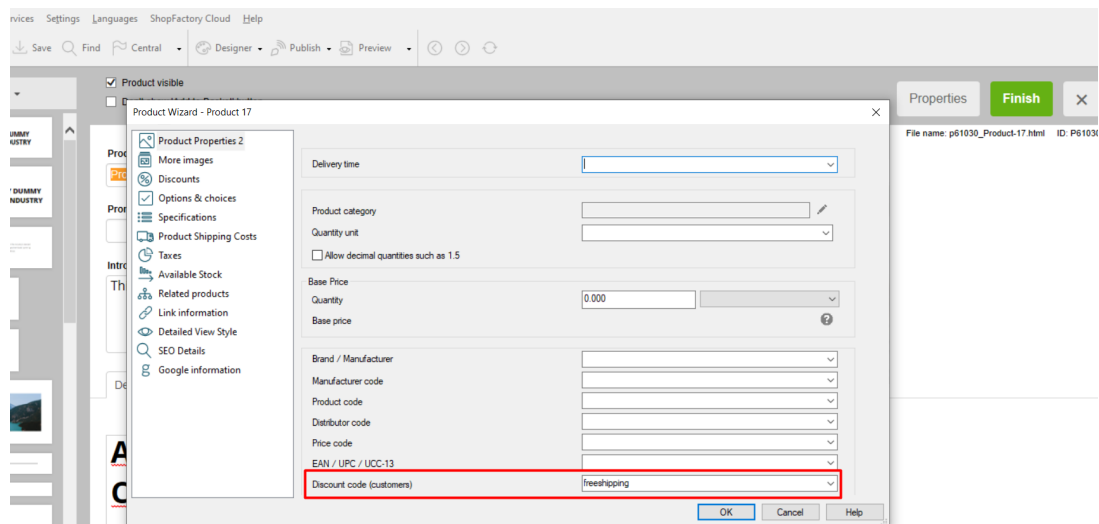 Settings Languages ShopFactory Cloud Help
Save Find Central Designer Publish Preview
Product visible
Properties Finish
Product Wizard - Product 17
File name: p61030_Product-17.html ID: P61030
Product Properties 2
More images
Discounts
Options & choices
Specifications
Product Shipping Costs
Taxes
Available Stock
Related products
Link information
Detailed View Style
SEO Details
Google information
Delivery time
Product category
Quantity unit
Allow decimal quantities such as 1.5
Base Price
Quantity 0.000
Base price
Brand / Manufacturer
Manufacturer code
Product code
Distributor code
Price code
EAN / UPC / UCC-13
Discount code (customers) freeshipping
OK Cancel Help
DUMMY
NDUSTRY